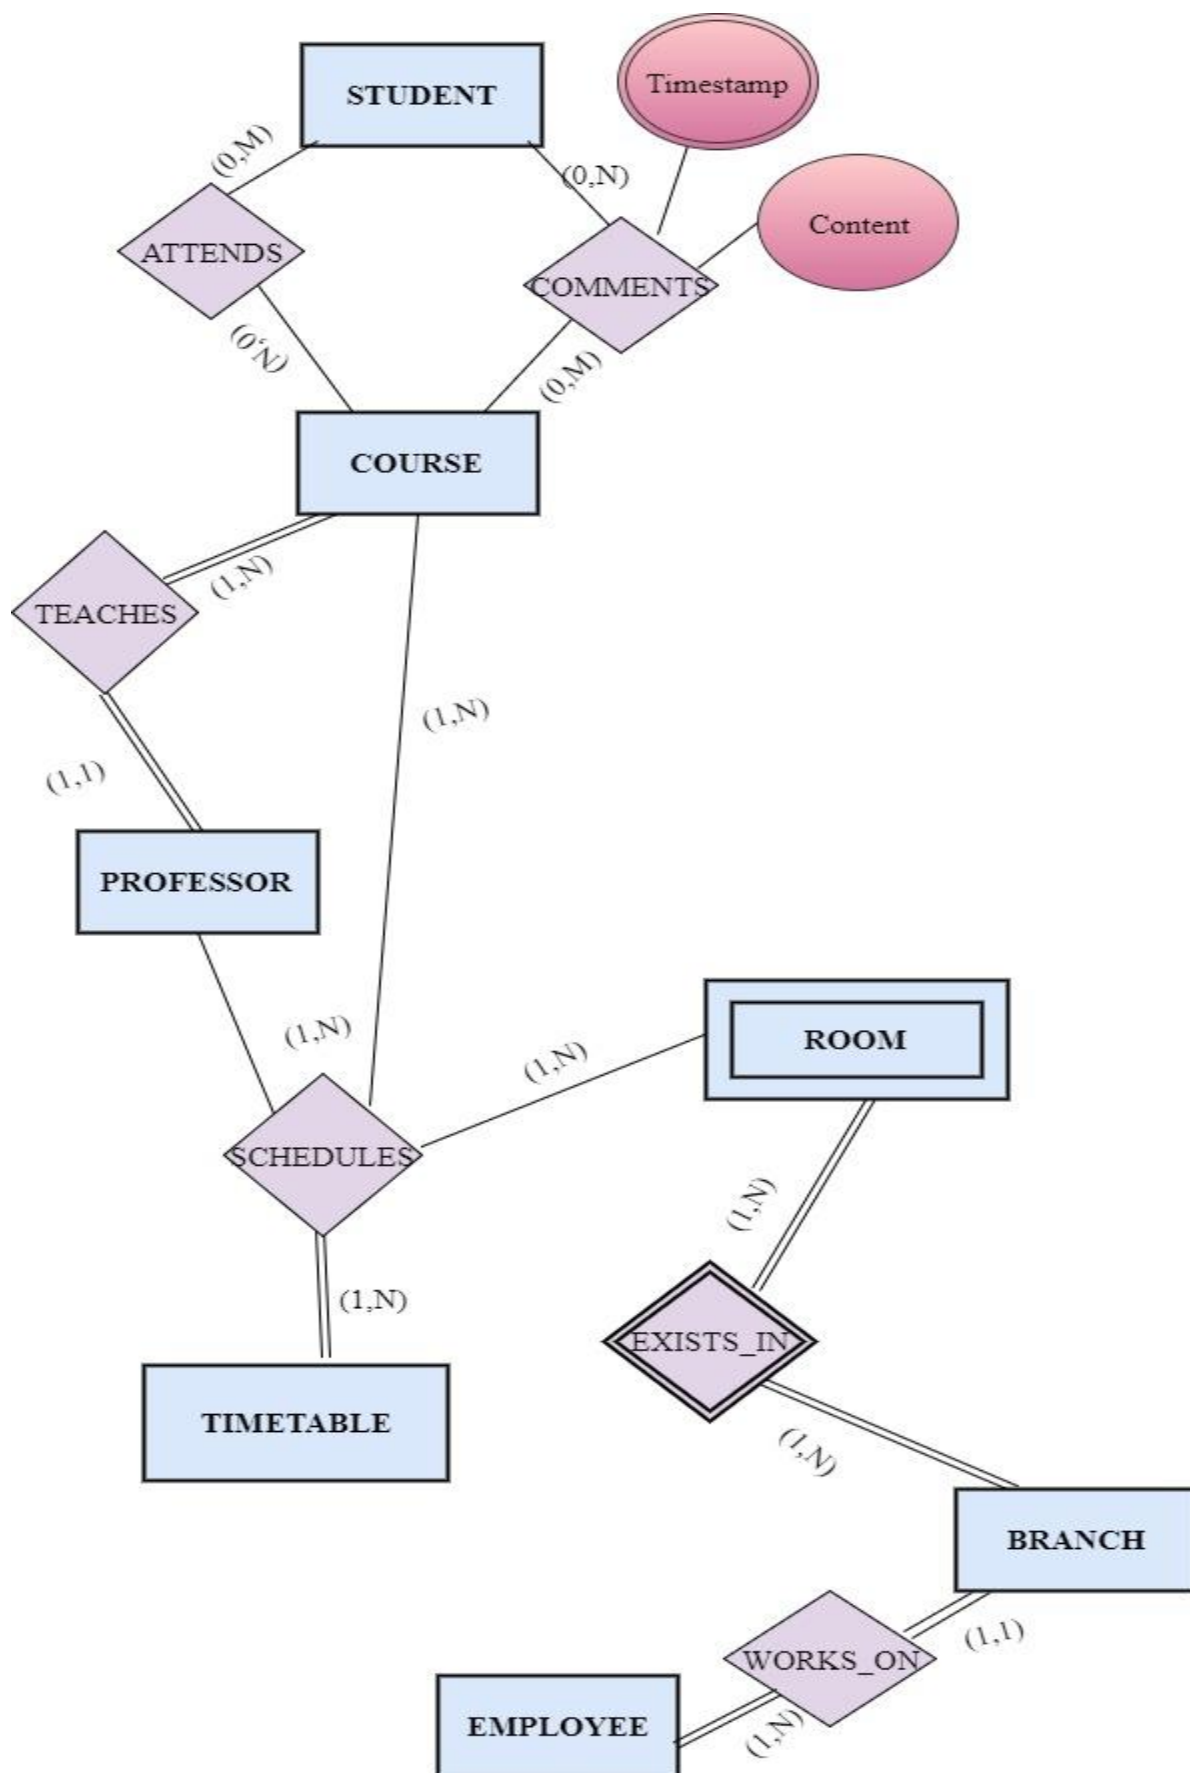 STUDENT
Timestamp
(0,M)
(0,N)
Content
ATTENDS
COMMENTS
(0,N)
(0,M)
COURSE
(1,N)
TEACHES
(1,N)
(1,1)
PROFESSOR
(1,N)
(1,N)
ROOM
SCHEDULES
(1,N)
(1,N)
EXISTS_IN
TIMETABLE
(1,N)
BRANCH
(1,1)
WORKS_ON
EMPLOYEE
(1,N)